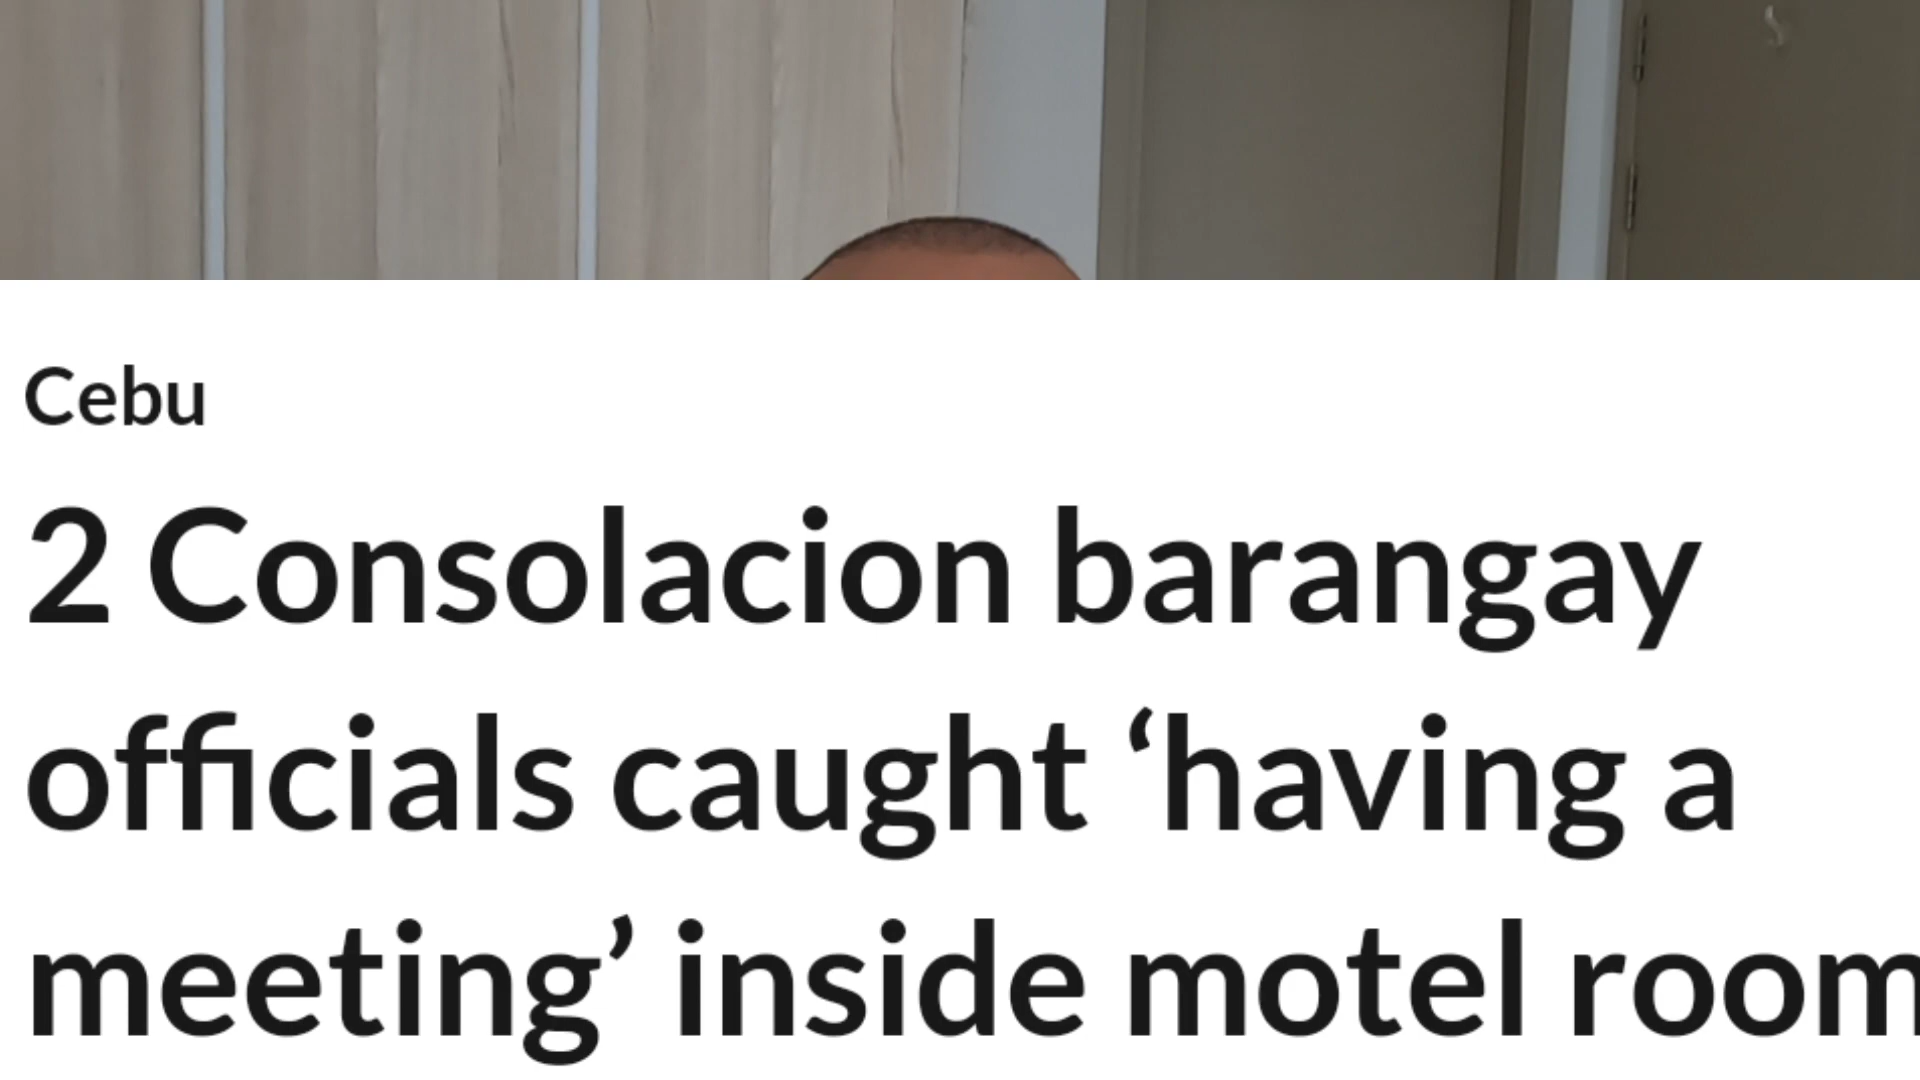 Cebu
2 Consolacion barangay
officials caught ‘having a
meeting’ inside motel room